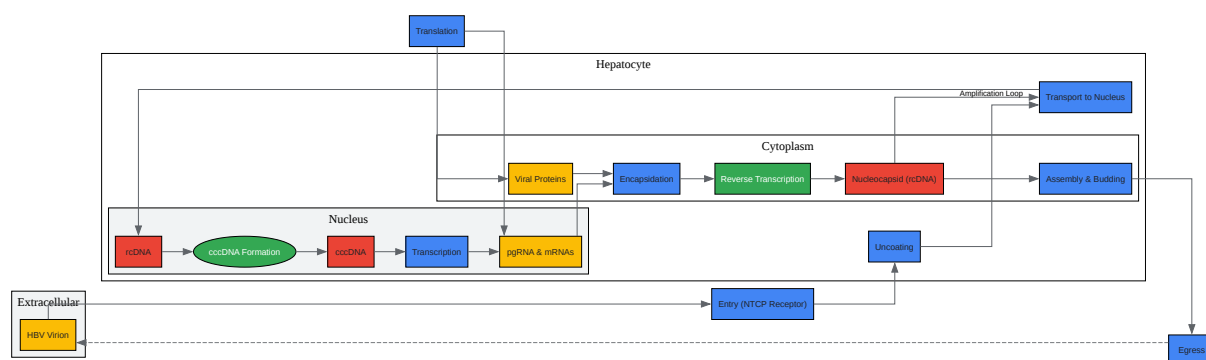 Translation
Hepatocyte
Amplification Loop
Transport to Nucleus
Cytoplasm
Viral Proteins
Encapsidation
Reverse Transcription
Nucleocapsid (rcDNA)
Assembly & Budding
Nucleus
rcDNA
cccDNA Formation
cccDNA
Transcription
pgRNA & mRNAs
Uncoating
Extracellular
Entry (NTCP Receptor)
HBV Virion
Egress